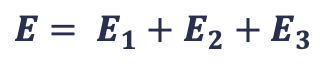 E = E₁ + E₂ + E₃